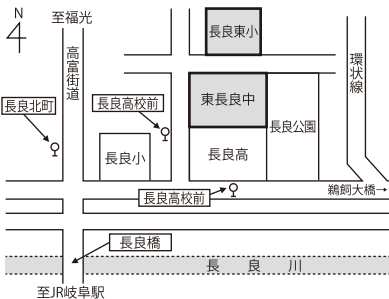 N
至福光
長良東小
高富街道
環状線
長良北町
長良高校前
東長良中
長良公園
長良小
長良高
長良高校前
鵜飼大橋→
長良橋
長良川
至JR岐阜駅